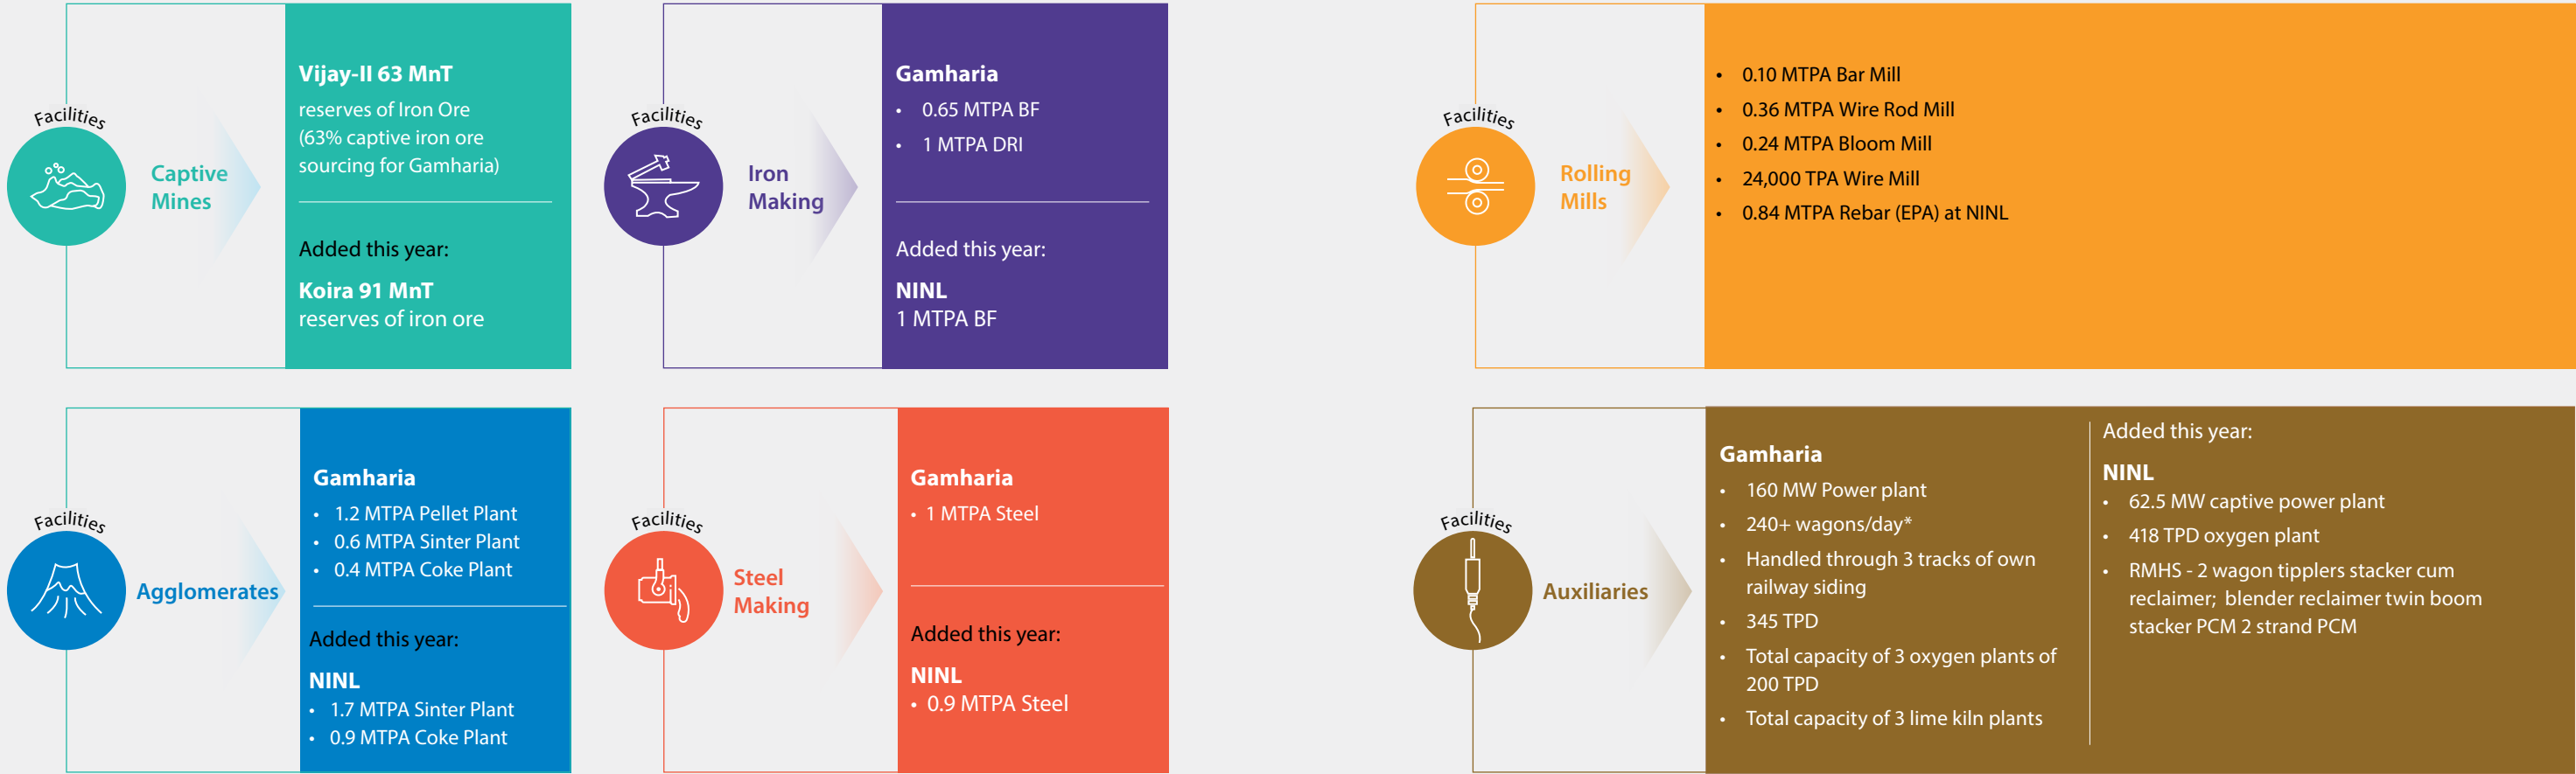 Facilities
Captive
Mines
Vijay-II 63 MnT
reserves of Iron Ore
(63% captive iron ore
sourcing for Gamharia)
Added this year:
Koira 91 MnT
reserves of iron ore
Facilities
Iron
Making
Gamharia
• 0.65 MTPA BF
• 1 MTPA DRI
Added this year:
NINL
1 MTPA BF
Facilities
Rolling
Mills
• 0.10 MTPA Bar Mill
• 0.36 MTPA Wire Rod Mill
• 0.24 MTPA Bloom Mill
• 24,000 TPA Wire Mill
• 0.84 MTPA Rebar (EPA) at NINL
Facilities
Agglomerates
Gamharia
• 1.2 MTPA Pellet Plant
• 0.6 MTPA Sinter Plant
• 0.4 MTPA Coke Plant
Added this year:
NINL
• 1.7 MTPA Sinter Plant
• 0.9 MTPA Coke Plant
Facilities
Steel
Making
Gamharia
• 1 MTPA Steel
Added this year:
NINL
• 0.9 MTPA Steel
Facilities
Auxiliaries
Gamharia
• 160 MW Power plant
• 240+ wagons/day*
• Handled through 3 tracks of own
railway siding
• 345 TPD
• Total capacity of 3 oxygen plants of
200 TPD
• Total capacity of 3 lime kiln plants
Added this year:
NINL
• 62.5 MW captive power plant
• 418 TPD oxygen plant
• RMHS - 2 wagon tipplers stacker cum
reclaimer; blender reclaimer twin boom
stacker PCM 2 strand PCM